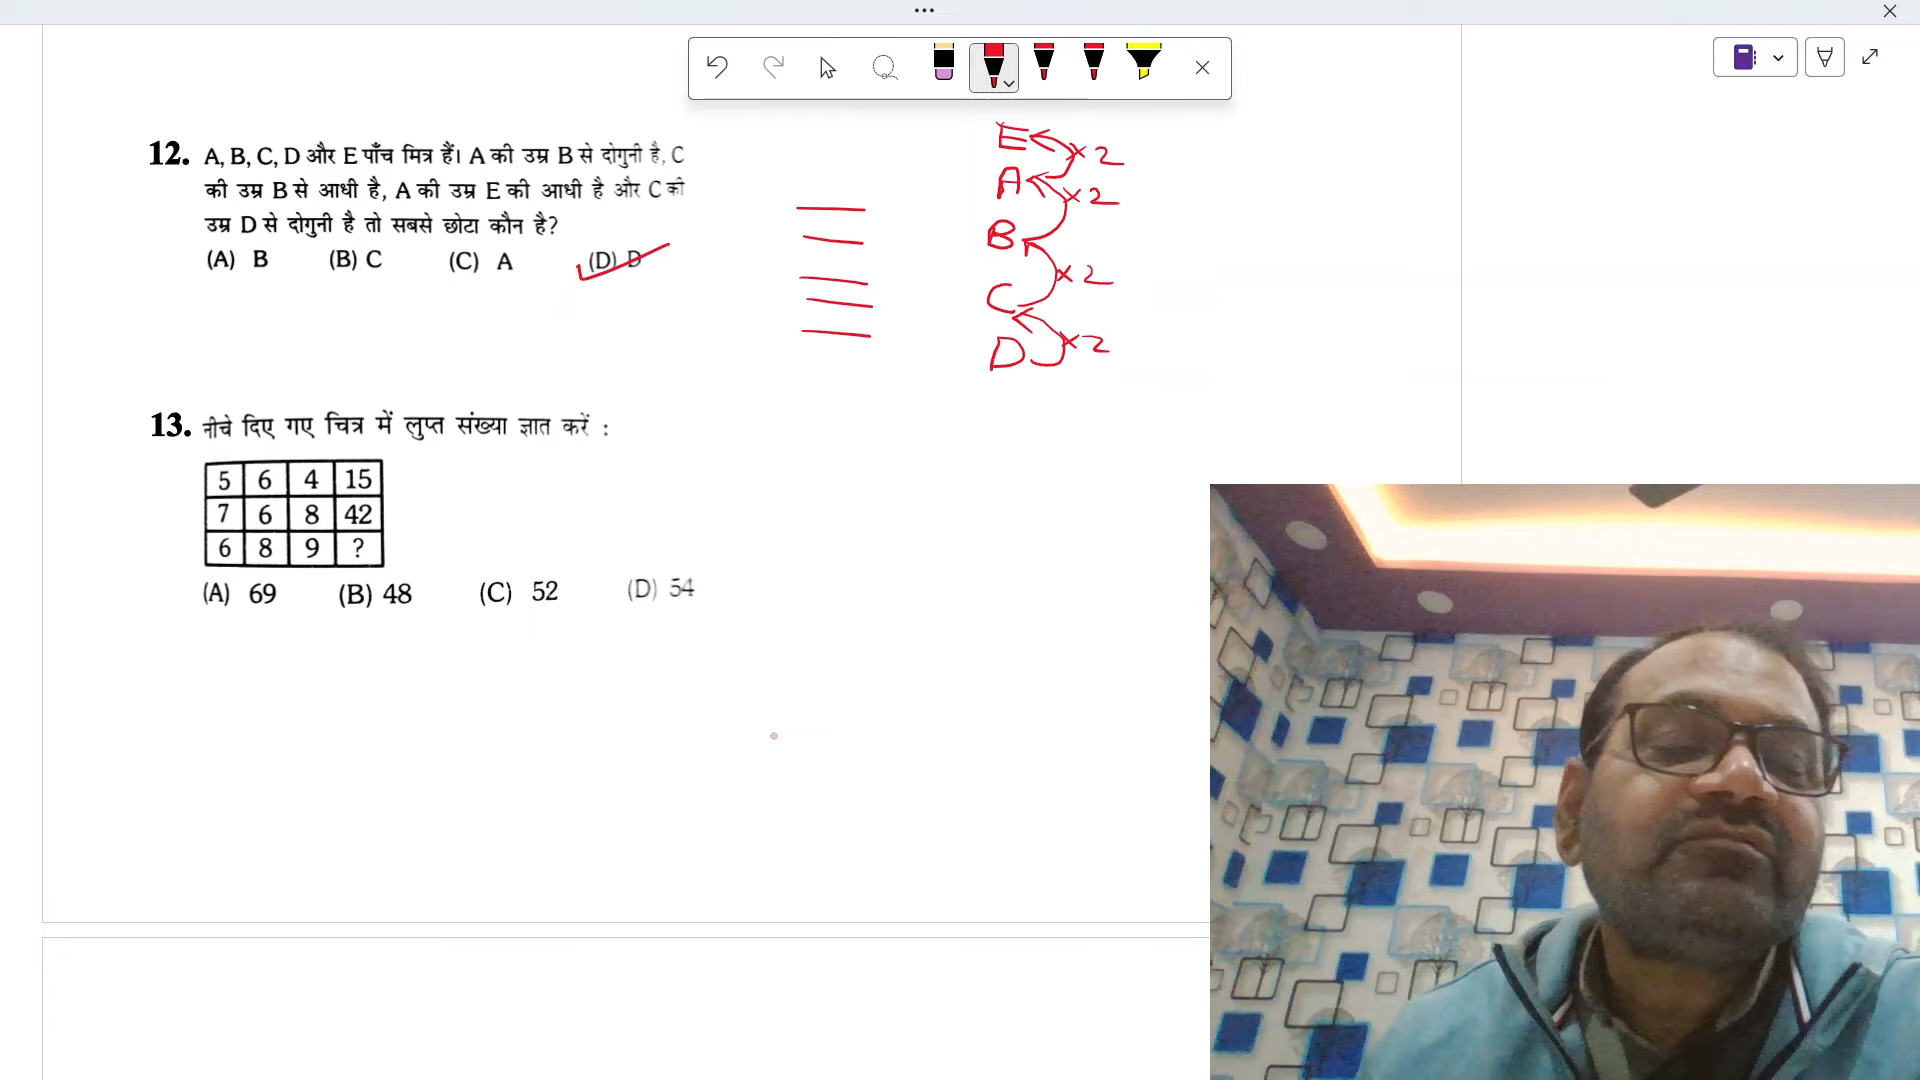 12. A, B, C, D और E पाँच मित्र हैं। A की उम्र B से दोगुनी है, C
की उम्र B से आधी है, A की उम्र E की आधी है और C की
उम्र D से दोगुनी है तो सबसे छोटा कौन है?
(A) B (B) C (C) A (D) D
E
×2
A
×2
B
×2
C
×2
D
13. नीचे दिए गए चित्र में लुप्त संख्या ज्ञात करें :
5 6 4 15
7 6 8 42
6 8 9 ?
(A) 69 (B) 48 (C) 52 (D) 54